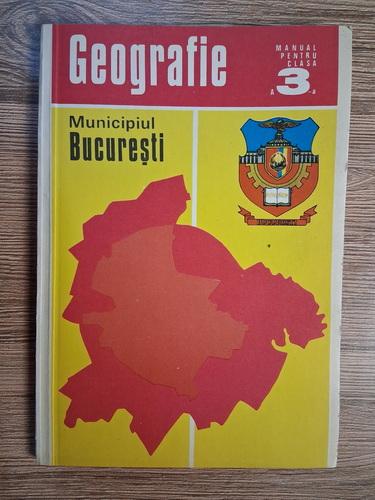 Geografie
MANUAL
PENTRU
CLASA
A 3-a
Municipiul
București